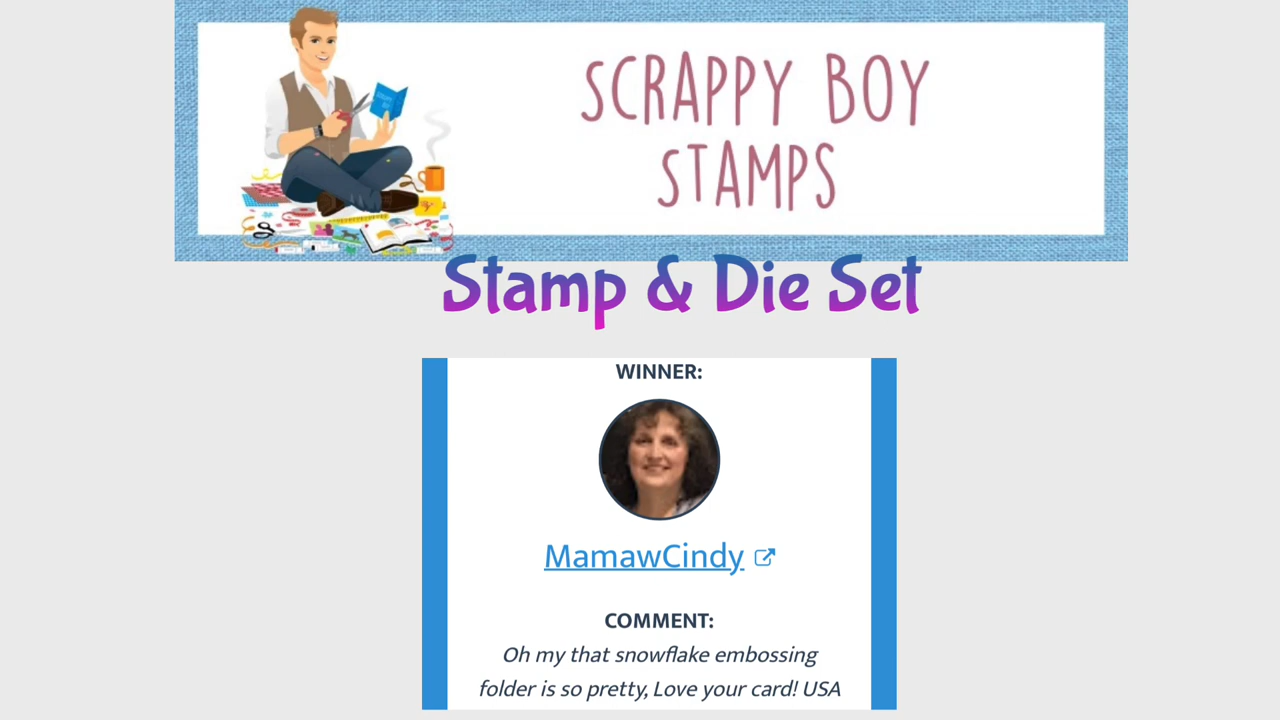 SCRAPPY BOY
STAMPS
Stamp & Die Set
WINNER:
MamawCindy
COMMENT:
Oh my that snowflake embossing
folder is so pretty, Love your card! USA